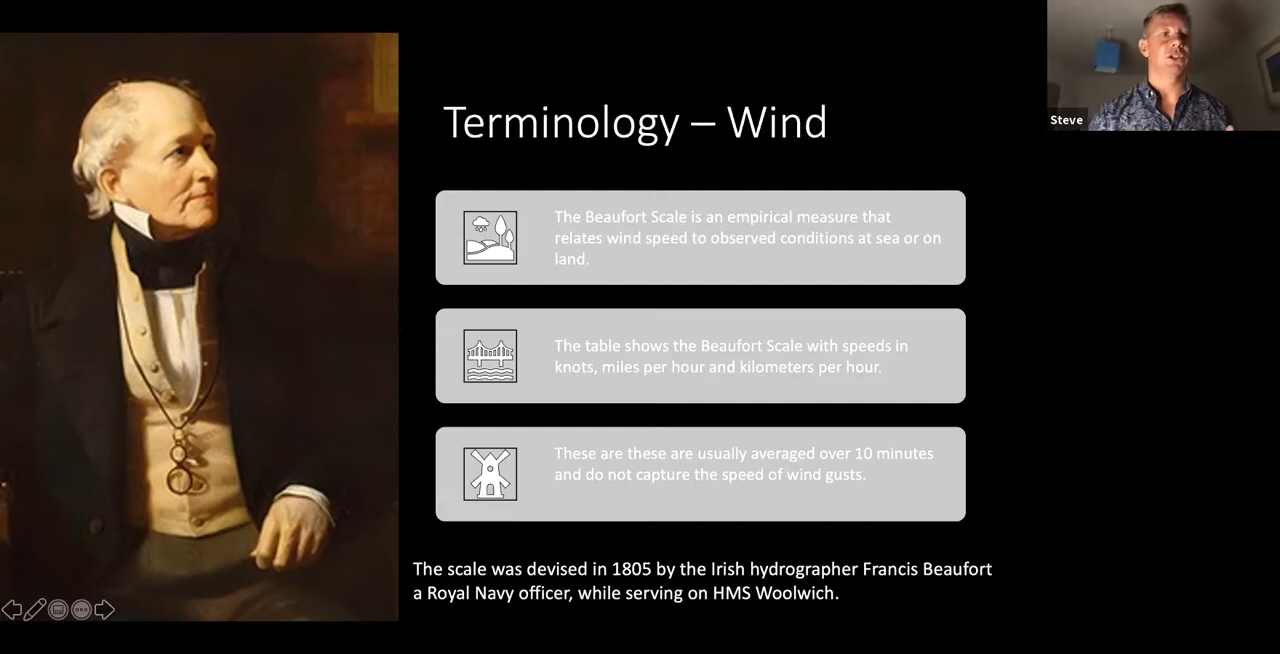 Terminology – Wind
Steve
The Beaufort Scale is an empirical measure that
relates wind speed to observed conditions at sea or on
land.
The table shows the Beaufort Scale with speeds in
knots, miles per hour and kilometers per hour.
These are these are usually averaged over 10 minutes
and do not capture the speed of wind gusts.
The scale was devised in 1805 by the Irish hydrographer Francis Beaufort
a Royal Navy officer, while serving on HMS Woolwich.